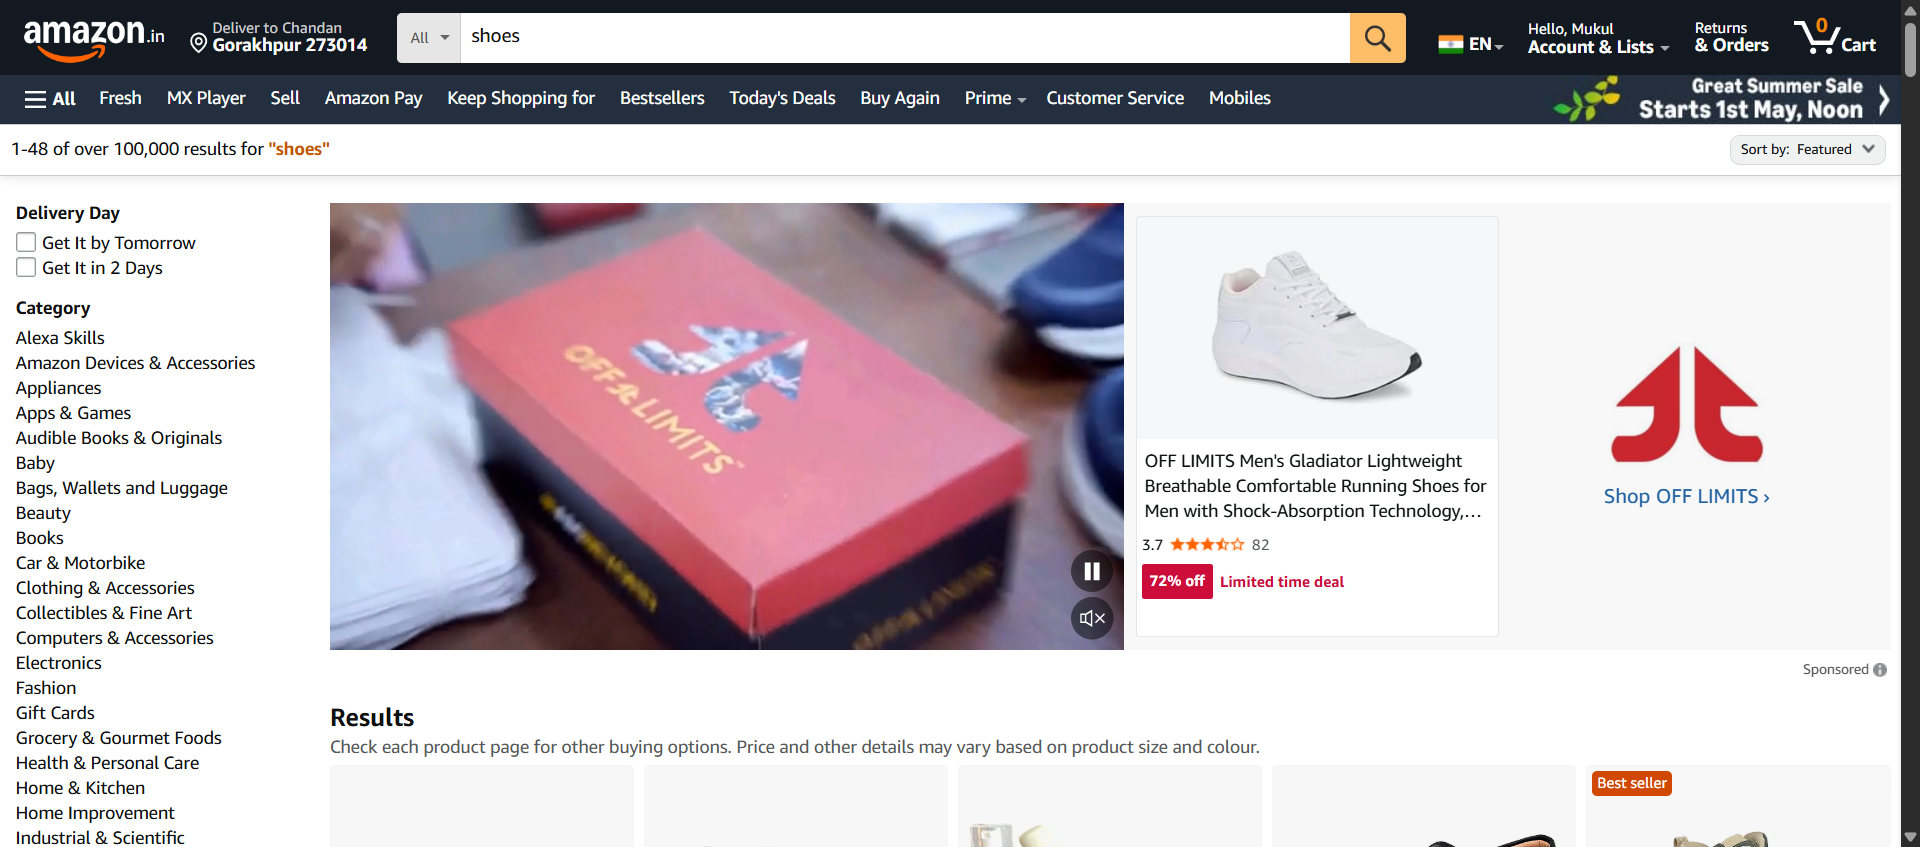 amazon.in
Deliver to Chandan
Gorakhpur 273014
All
shoes
EN
Hello, Mukul
Account & Lists
Returns
& Orders
0
Cart
All
Fresh
MX Player
Sell
Amazon Pay
Keep Shopping for
Bestsellers
Today's Deals
Buy Again
Prime
Customer Service
Mobiles
Great Summer Sale
Starts 1st May, Noon
1-48 of over 100,000 results for "shoes"
Sort by: Featured
Delivery Day
Get It by Tomorrow
Get It in 2 Days
Category
Alexa Skills
Amazon Devices & Accessories
Appliances
Apps & Games
Audible Books & Originals
Baby
Bags, Wallets and Luggage
Beauty
Books
Car & Motorbike
Clothing & Accessories
Collectibles & Fine Art
Computers & Accessories
Electronics
Fashion
Gift Cards
Grocery & Gourmet Foods
Health & Personal Care
Home & Kitchen
Home Improvement
Industrial & Scientific
OFF LIMITS™
OFF LIMITS Men's Gladiator Lightweight
Breathable Comfortable Running Shoes for
Men with Shock-Absorption Technology,...
3.7
82
72% off
Limited time deal
Shop OFF LIMITS ›
Sponsored
Results
Check each product page for other buying options. Price and other details may vary based on product size and colour.
Best seller